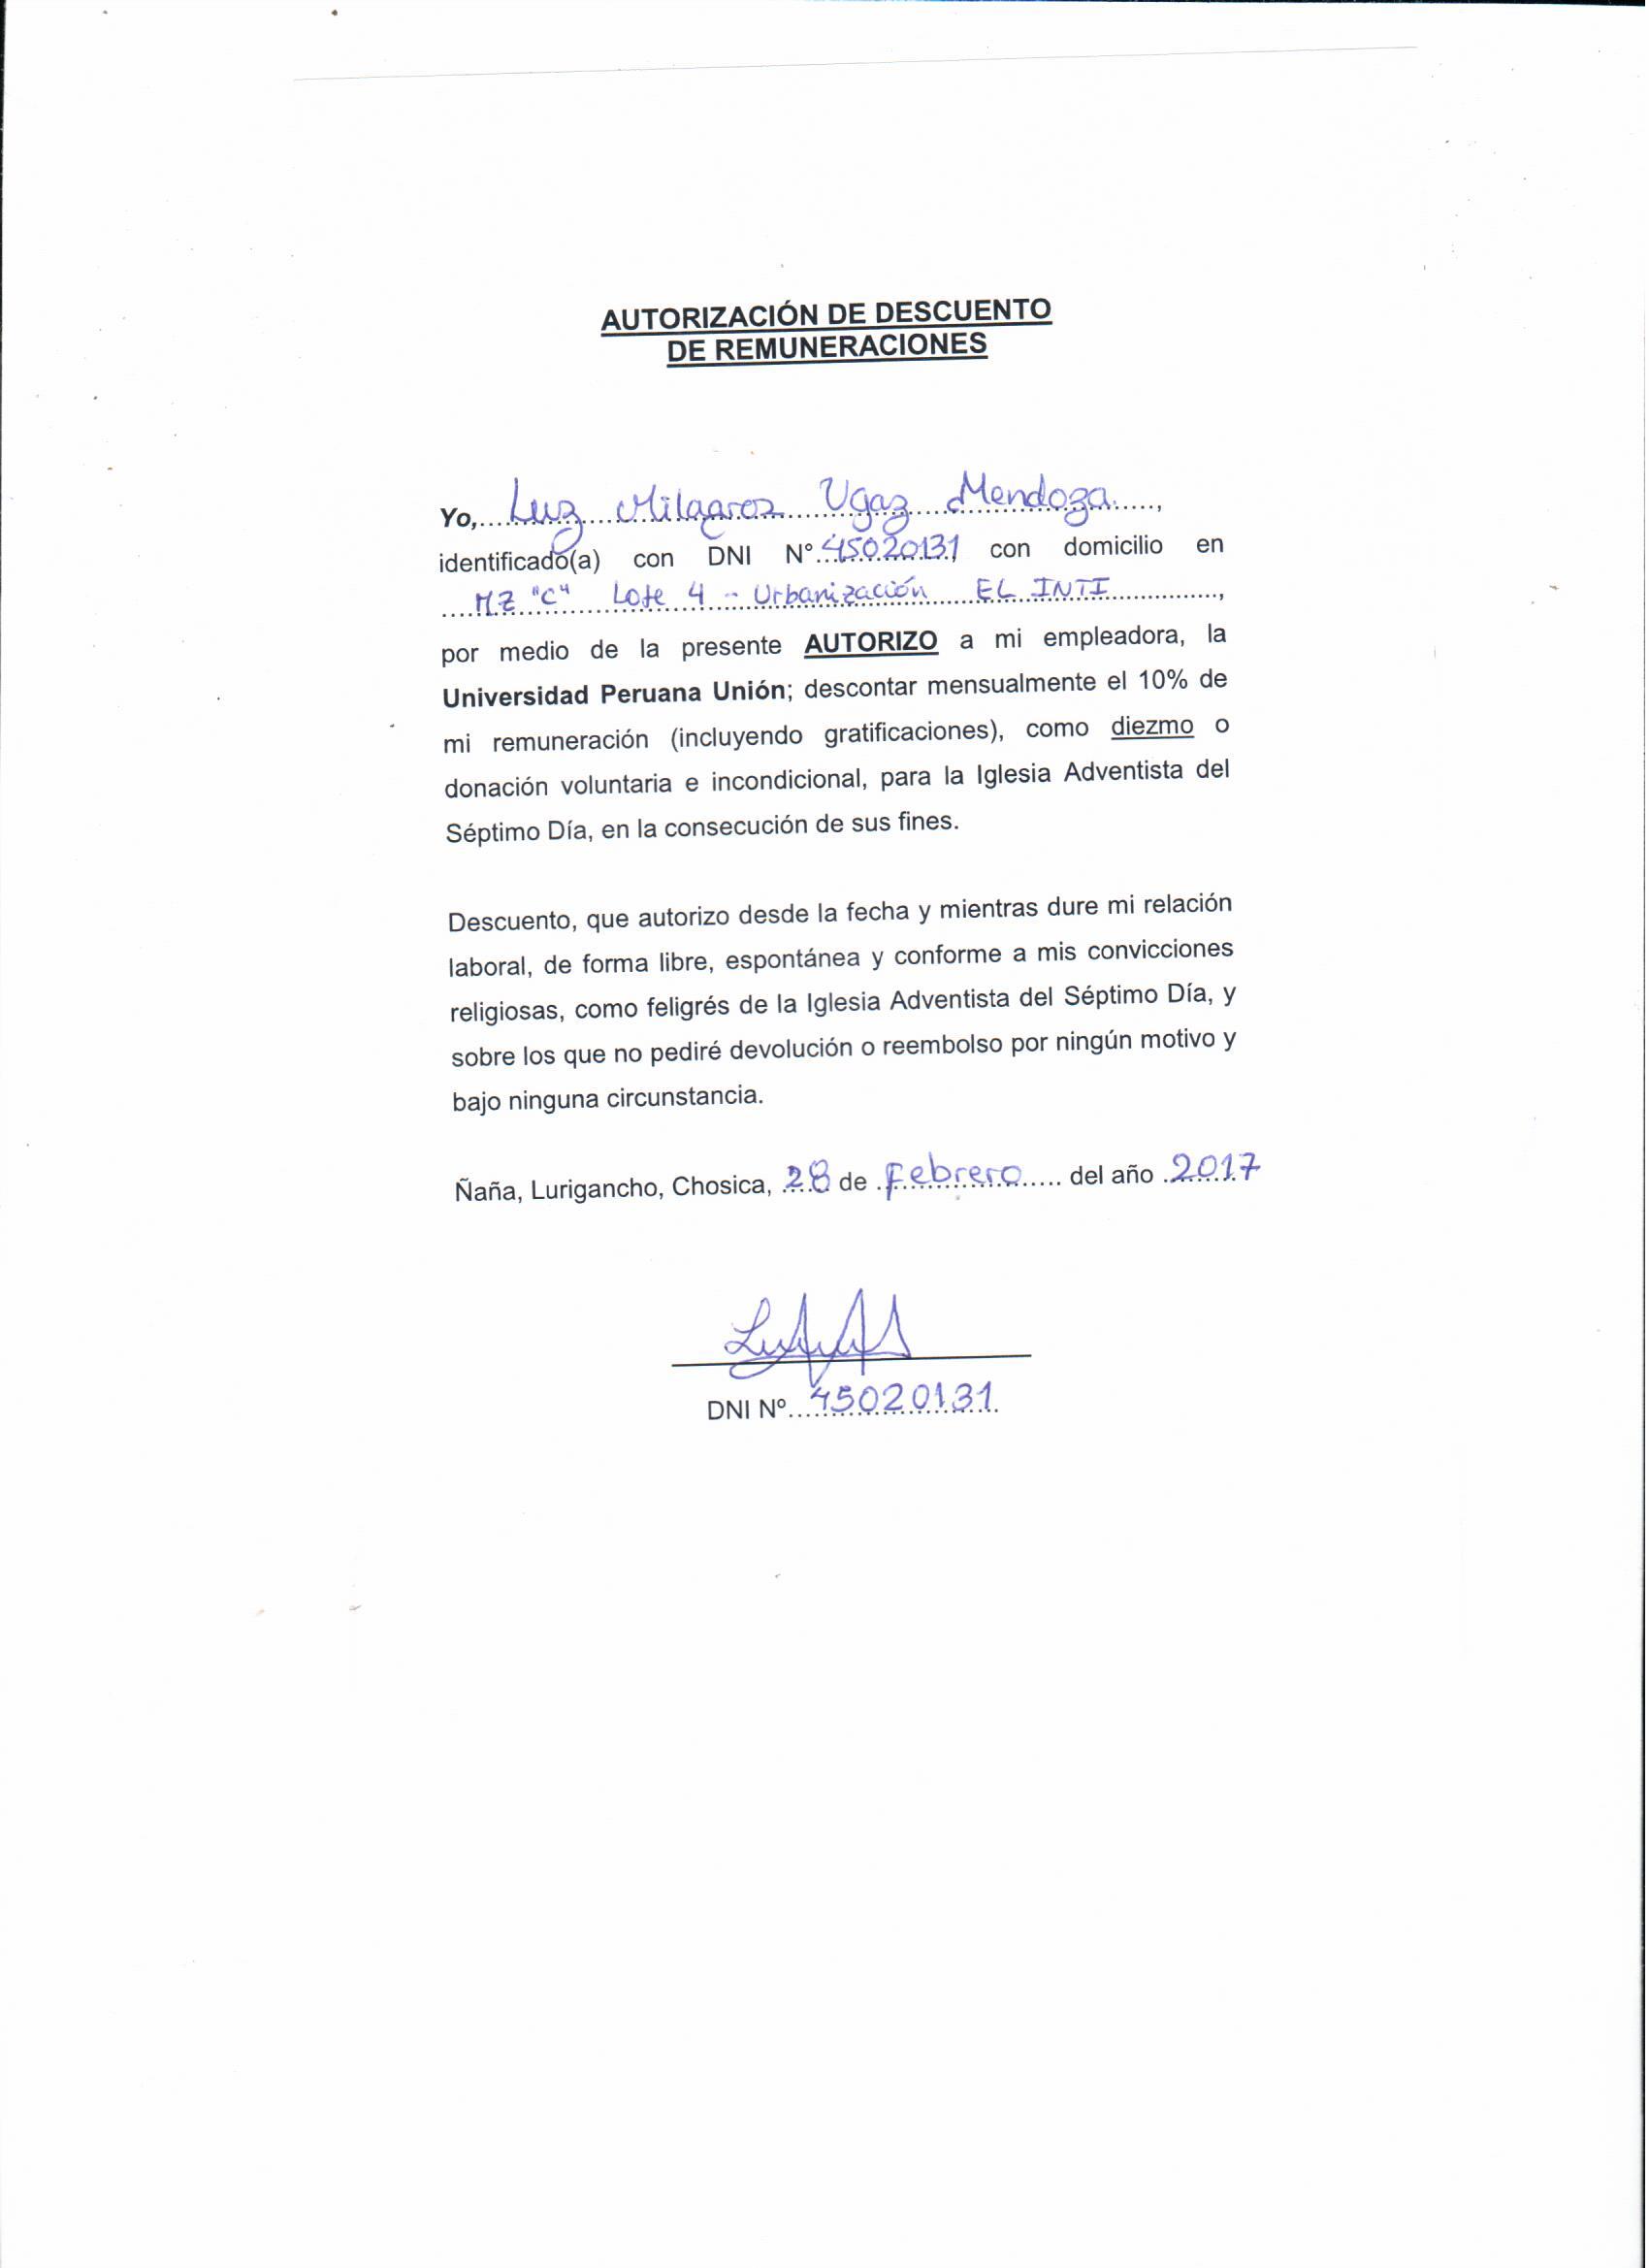 AUTORIZACIÓN DE DESCUENTO
DE REMUNERACIONES
Yo,.....Luz Milagros Ugaz Mendoza.....,
identificado(a) con DNI N°.45020131, con domicilio en
....MZ "C" Lote 4 - Urbanización EL INTI...............,
por medio de la presente AUTORIZO a mi empleadora, la
Universidad Peruana Unión; descontar mensualmente el 10% de
mi remuneración (incluyendo gratificaciones), como diezmo o
donación voluntaria e incondicional, para la Iglesia Adventista del
Séptimo Día, en la consecución de sus fines.
Descuento, que autorizo desde la fecha y mientras dure mi relación
laboral, de forma libre, espontánea y conforme a mis convicciones
religiosas, como feligrés de la Iglesia Adventista del Séptimo Día, y
sobre los que no pediré devolución o reembolso por ningún motivo y
bajo ninguna circunstancia.
Ñaña, Lurigancho, Chosica, 28 de .Febrero..... del año .2017
DNI Nº...45020131.